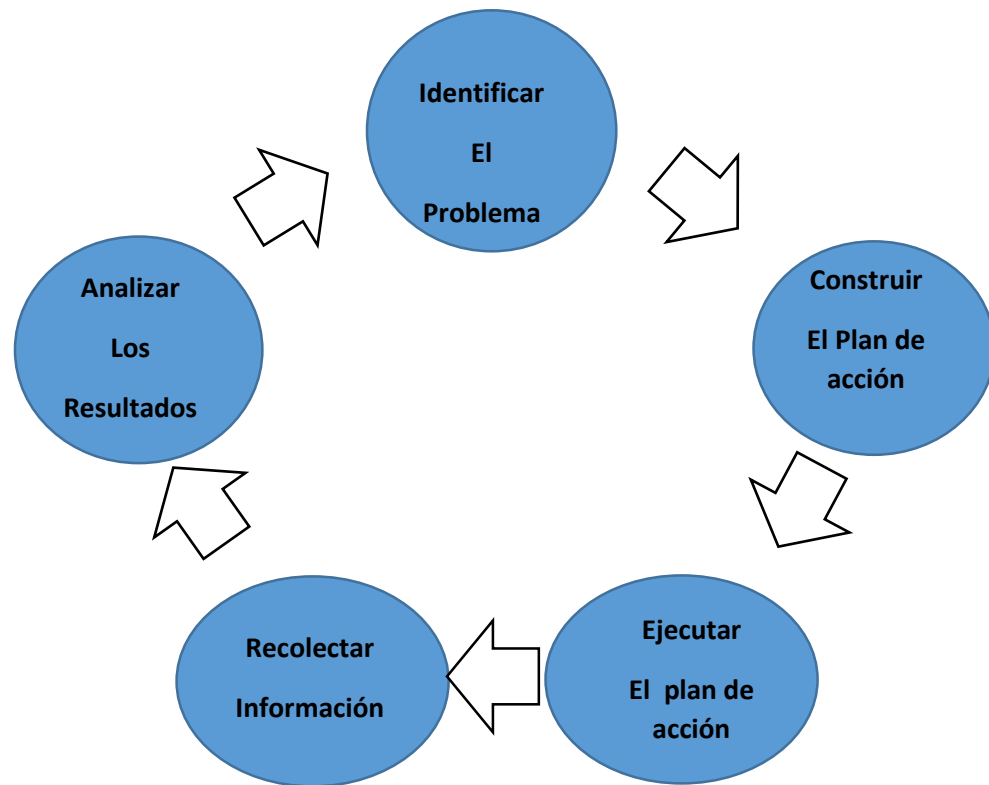 Identificar
El
Problema
Construir
El Plan de
acción
Ejecutar
El plan de
acción
Recolectar
Información
Analizar
Los
Resultados